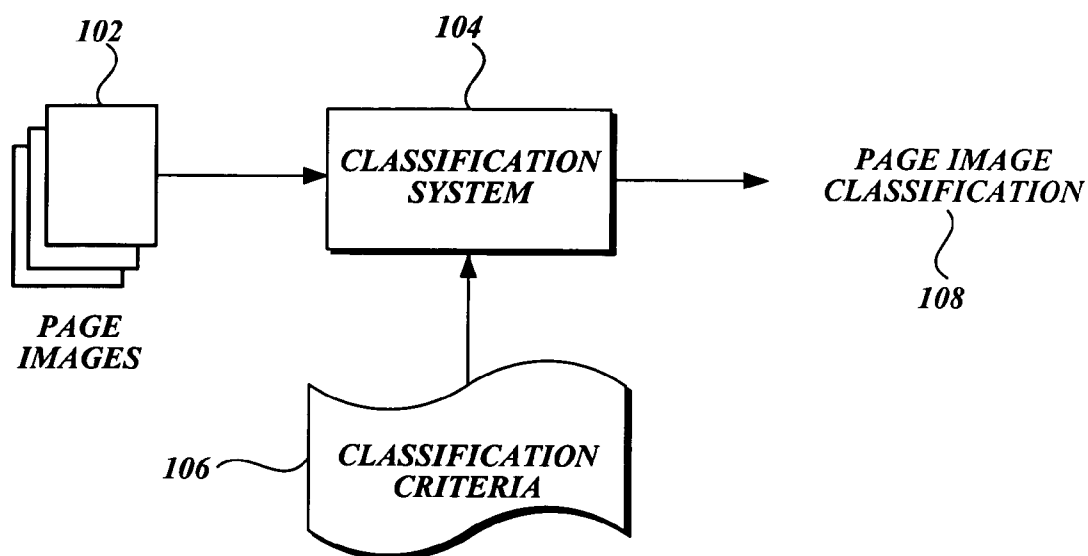 102
104
CLASSIFICATION
SYSTEM
PAGE IMAGE
CLASSIFICATION
108
PAGE
IMAGES
106
CLASSIFICATION
CRITERIA